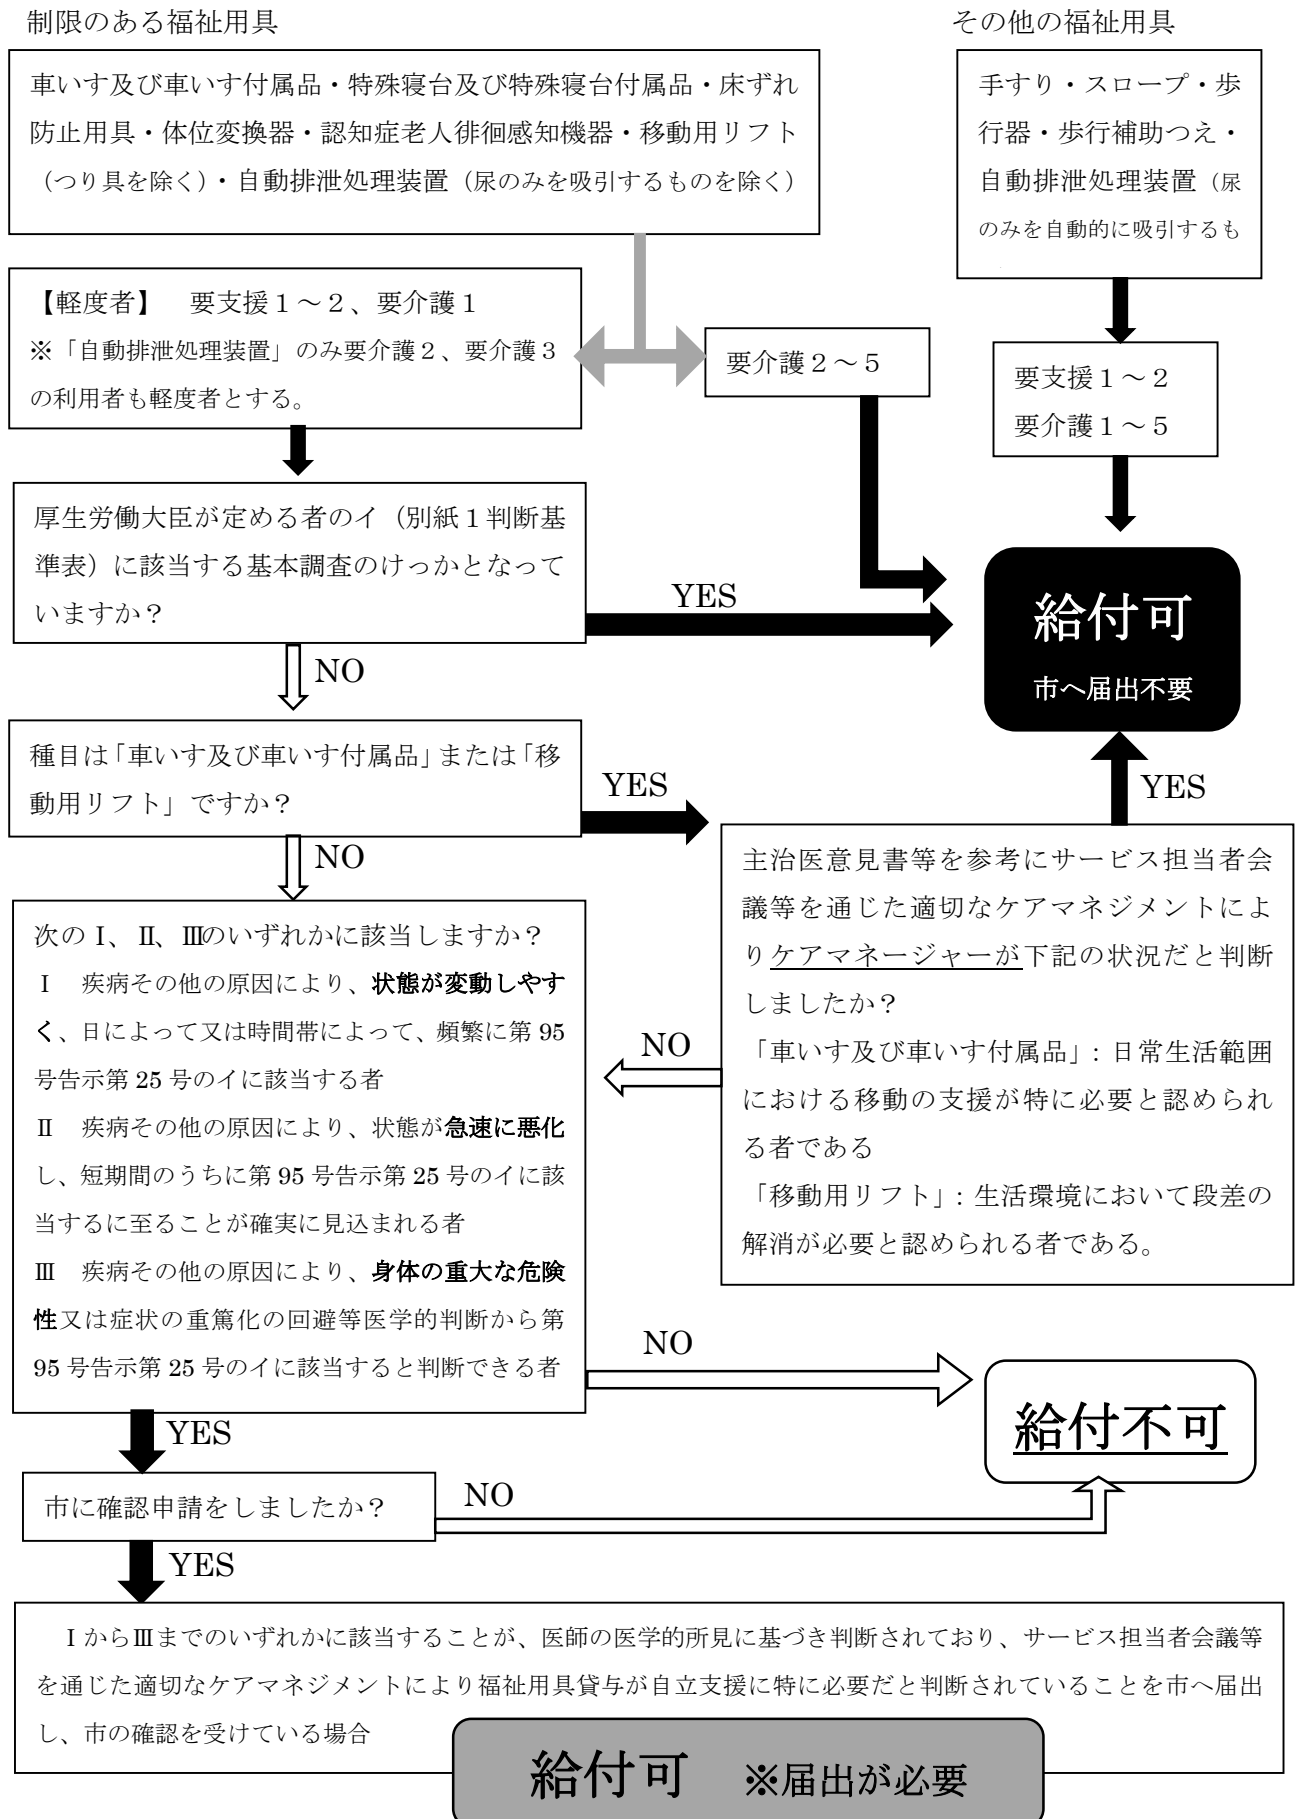 制限のある福祉用具
その他の福祉用具
車いす及び車いす付属品・特殊寝台及び特殊寝台付属品・床ずれ
防止用具・体位変換器・認知症老人徘徊感知機器・移動用リフト
（つり具を除く）・自動排泄処理装置（尿のみを吸引するものを除く）
手すり・スロープ・歩
行器・歩行補助つえ・
自動排泄処理装置（尿
のみを自動的に吸引するも
【軽度者】　要支援１～２、要介護１
※「自動排泄処理装置」のみ要介護２、要介護３
の利用者も軽度者とする。
要介護２～５
要支援１～２
要介護１～５
厚生労働大臣が定める者のイ（別紙１判断基
準表）に該当する基本調査のけっかとなって
いますか？
YES
給付可
市へ届出不要
NO
種目は「車いす及び車いす付属品」または「移
動用リフト」ですか？
YES
YES
NO
主治医意見書等を参考にサービス担当者会
議等を通じた適切なケアマネジメントによ
りケアマネージャーが下記の状況だと判断
しましたか？
「車いす及び車いす付属品」：日常生活範囲
における移動の支援が特に必要と認められ
る者である
「移動用リフト」：生活環境において段差の
解消が必要と認められる者である。
NO
次のⅠ、Ⅱ、Ⅲのいずれかに該当しますか？
Ⅰ　疾病その他の原因により、状態が変動しやす
く、日によって又は時間帯によって、頻繁に第 95
号告示第 25 号のイに該当する者
Ⅱ　疾病その他の原因により、状態が急速に悪化
し、短期間のうちに第 95 号告示第 25 号のイに該
当するに至ることが確実に見込まれる者
Ⅲ　疾病その他の原因により、身体の重大な危険
性又は症状の重篤化の回避等医学的判断から第
95 号告示第 25 号のイに該当すると判断できる者
NO
給付不可
YES
市に確認申請をしましたか？
NO
YES
ⅠからⅢまでのいずれかに該当することが、医師の医学的所見に基づき判断されており、サービス担当者会議等
を通じた適切なケアマネジメントにより福祉用具貸与が自立支援に特に必要だと判断されていることを市へ届出
し、市の確認を受けている場合
給付可　※届出が必要